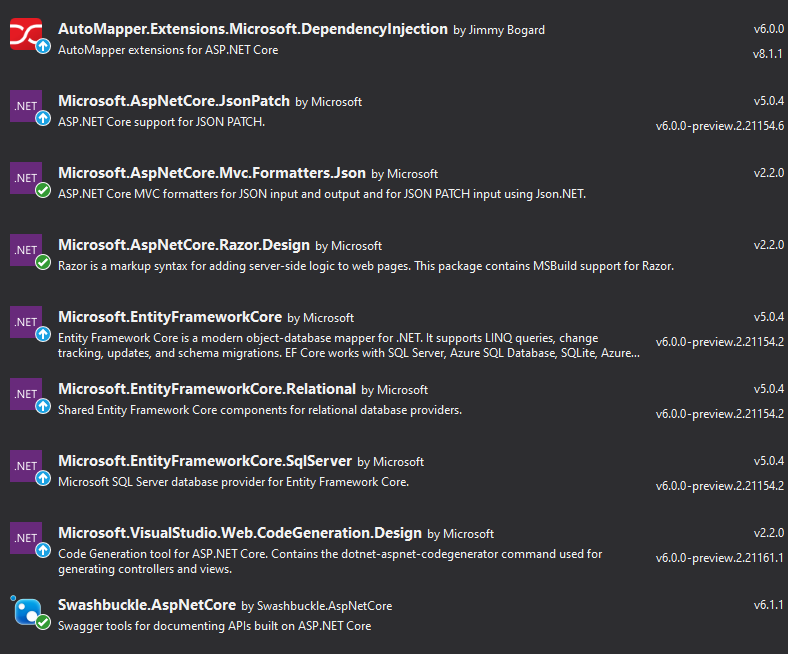 AutoMapper.Extensions.Microsoft.DependencyInjection by Jimmy Bogard v6.0.0
AutoMapper extensions for ASP.NET Core v8.1.1
.NET Microsoft.AspNetCore.JsonPatch by Microsoft v5.0.4
ASP.NET Core support for JSON PATCH. v6.0.0-preview.2.21154.6
.NET Microsoft.AspNetCore.Mvc.Formatters.Json by Microsoft v2.2.0
ASP.NET Core MVC formatters for JSON input and output and for JSON PATCH input using Json.NET.
.NET Microsoft.AspNetCore.Razor.Design by Microsoft v2.2.0
Razor is a markup syntax for adding server-side logic to web pages. This package contains MSBuild support for Razor.
.NET Microsoft.EntityFrameworkCore by Microsoft v5.0.4
Entity Framework Core is a modern object-database mapper for .NET. It supports LINQ queries, change v6.0.0-preview.2.21154.2
tracking, updates, and schema migrations. EF Core works with SQL Server, Azure SQL Database, SQLite, Azure...
.NET Microsoft.EntityFrameworkCore.Relational by Microsoft v5.0.4
Shared Entity Framework Core components for relational database providers. v6.0.0-preview.2.21154.2
.NET Microsoft.EntityFrameworkCore.SqlServer by Microsoft v5.0.4
Microsoft SQL Server database provider for Entity Framework Core. v6.0.0-preview.2.21154.2
.NET Microsoft.VisualStudio.Web.CodeGeneration.Design by Microsoft v2.2.0
Code Generation tool for ASP.NET Core. Contains the dotnet-aspnet-codegenerator command used for v6.0.0-preview.2.21161.1
generating controllers and views.
Swashbuckle.AspNetCore by Swashbuckle.AspNetCore v6.1.1
Swagger tools for documenting APIs built on ASP.NET Core